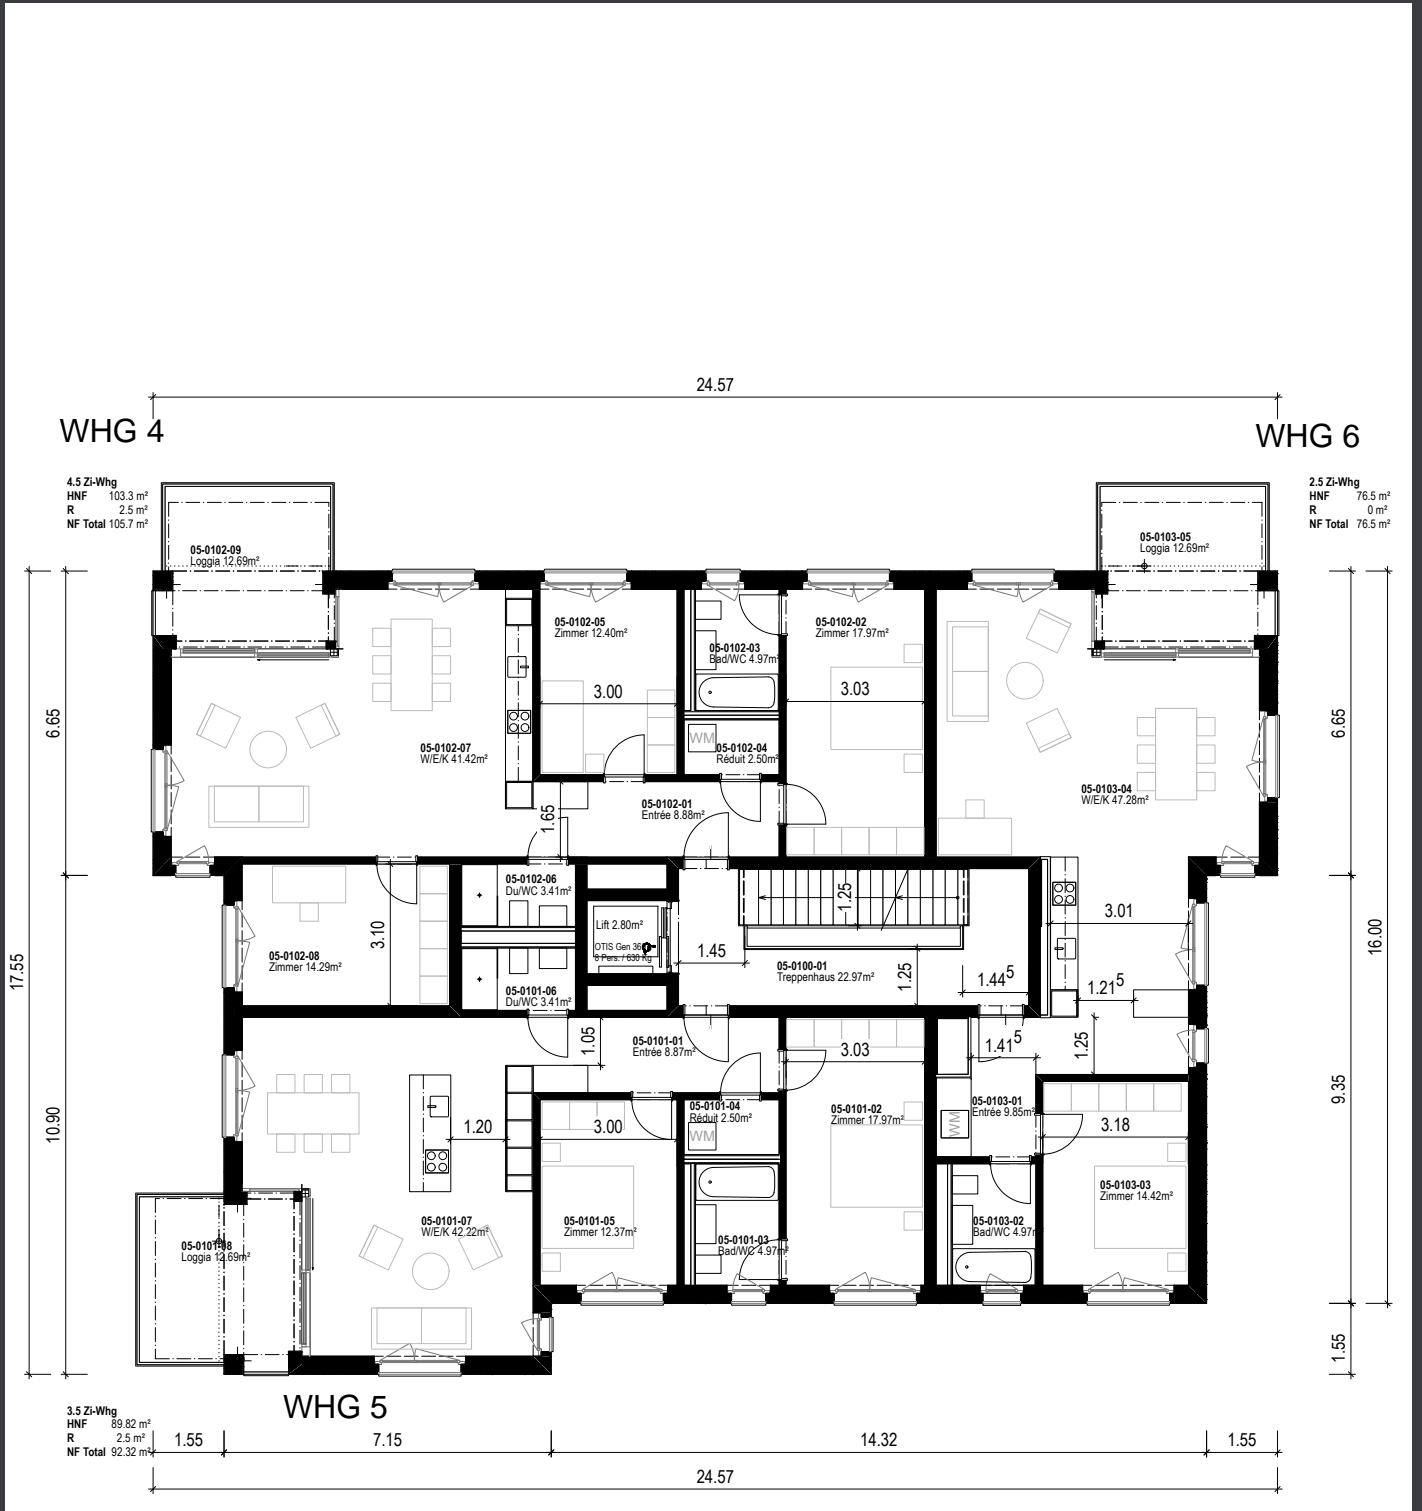 24.57
WHG 4
WHG 6
4.5 Zi-Whg
HNF 103.3 m²
R 2.5 m²
NF Total 105.7 m²
2.5 Zi-Whg
HNF 76.5 m²
R 0 m²
NF Total 76.5 m²
05-0102-09
Loggia 12.69m²
05-0103-05
Loggia 12.69m²
05-0102-05
Zimmer 12.40m²
05-0102-02
Zimmer 17.97m²
05-0102-03
Bad/WC 4.97m²
3.00
3.03
6.65
6.65
WM
05-0102-04
Réduit 2.50m²
05-0102-07
W/E/K 41.42m²
05-0103-04
W/E/K 47.28m²
05-0102-01
Entrée 8.88m²
1.65
05-0102-06
Du/WC 3.41m²
1.25
3.01
Lift 2.80m²
OTIS Gen 360
8 Pers. / 630 Kg
3.10
05-0102-08
Zimmer 14.29m²
1.45
05-0100-01
Treppenhaus 22.97m²
1.25
1.44⁵
1.21⁵
16.00
17.55
05-0101-06
Du/WC 3.41m²
05-0101-01
Entrée 8.87m²
1.05
3.03
1.41⁵
1.25
9.35
10.90
05-0101-04
Réduit 2.50m²
WM
05-0101-02
Zimmer 17.97m²
05-0103-01
Entrée 9.85m²
WM
1.20
3.00
3.18
05-0103-03
Zimmer 14.42m²
05-0101-07
W/E/K 42.22m²
05-0101-05
Zimmer 12.37m²
05-0101-03
Bad/WC 4.97m²
05-0103-02
Bad/WC 4.97m
05-0101-08
Loggia 12.69m²
1.55
WHG 5
3.5 Zi-Whg
HNF 89.82 m²
R 2.5 m²
NF Total 92.32 m²
1.55
7.15
14.32
1.55
24.57